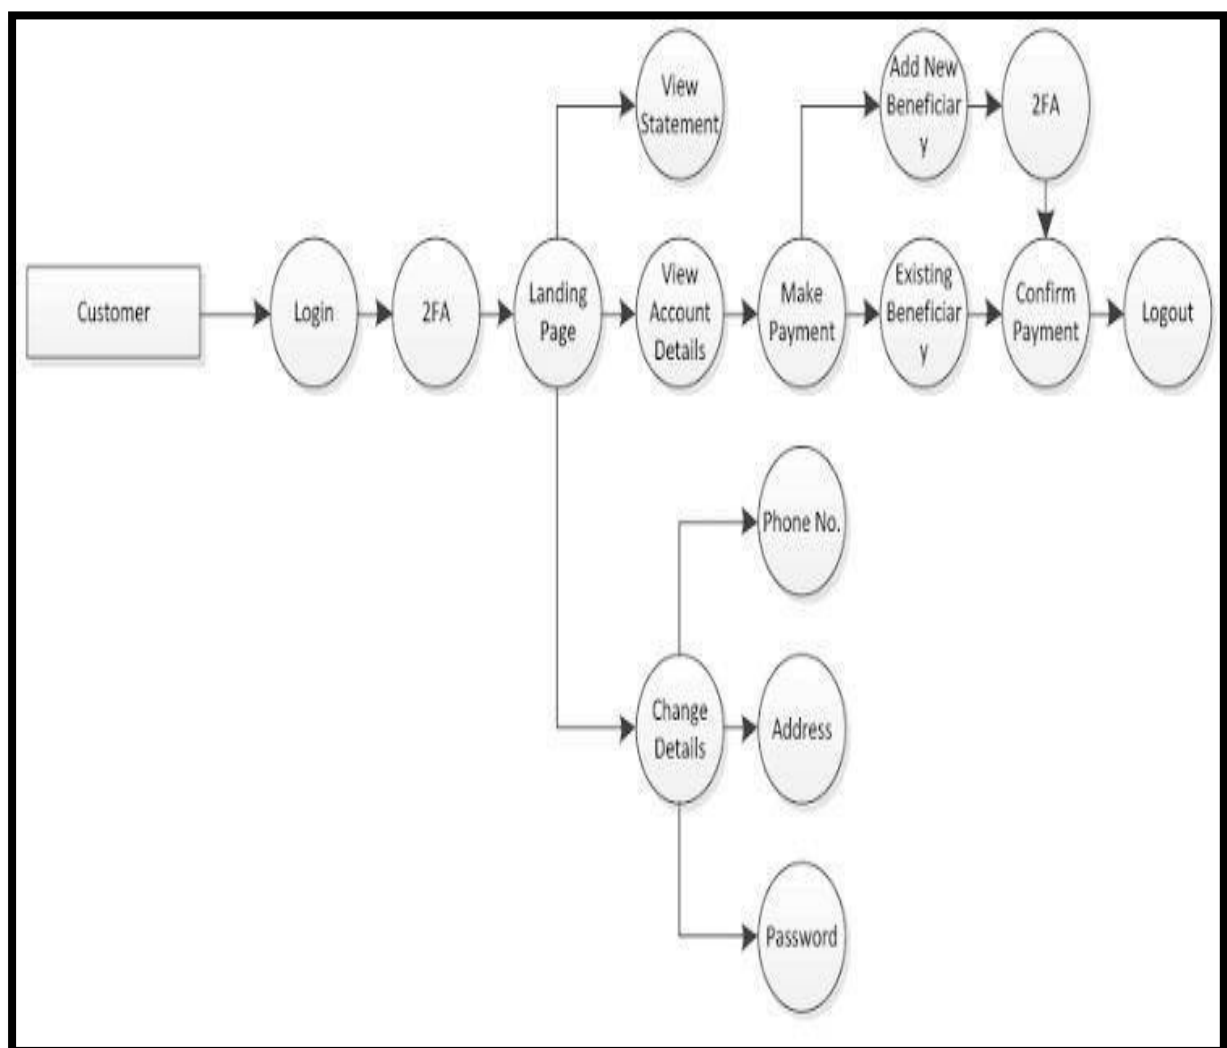 View
Statement
Add New
Beneficiar
y
2FA
Customer
Login
2FA
Landing
Page
View
Account
Details
Make
Payment
Existing
Beneficiar
y
Confirm
Payment
Logout
Phone No.
Change
Details
Address
Password